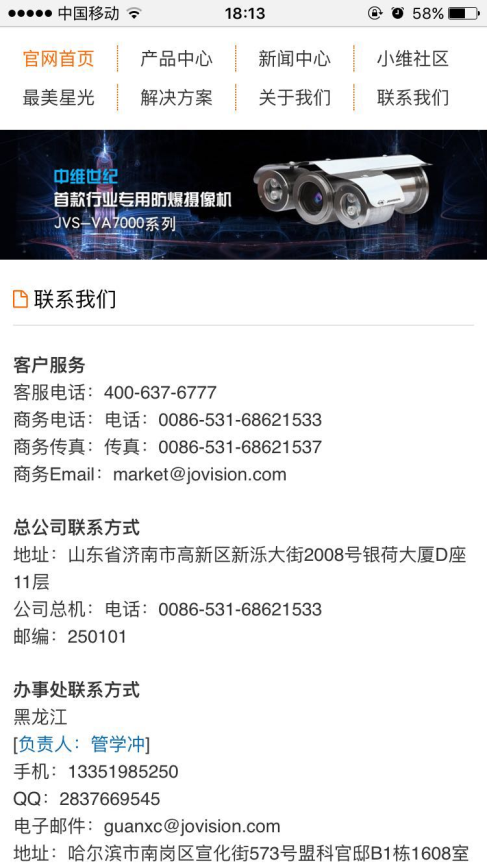 中国移动 18:13 58%
官网首页 产品中心 新闻中心 小维社区
最美星光 解决方案 关于我们 联系我们
中维世纪
首款行业专用防爆摄像机
JVS-VA7000系列
联系我们
客户服务
客服电话：400-637-6777
商务电话：电话：0086-531-68621533
商务传真：传真：0086-531-68621537
商务Email：market@jovision.com
总公司联系方式
地址：山东省济南市高新区新泺大街2008号银荷大厦D座
11层
公司总机：电话：0086-531-68621533
邮编：250101
办事处联系方式
黑龙江
[负责人：管学冲]
手机：13351985250
QQ：2837669545
电子邮件：guanxc@jovision.com
地址：哈尔滨市南岗区宣化街573号盟科官邸B1栋1608室